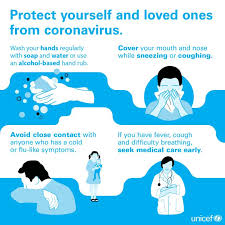 Protect yourself and loved ones
from coronavirus.
Wash your hands regularly
with soap and water or use
an alcohol-based hand rub.
Cover your mouth and nose
while sneezing or coughing.
Avoid close contact with
anyone who has a cold
or flu-like symptoms.
If you have fever, cough
and difficulty breathing,
seek medical care early.
unicef